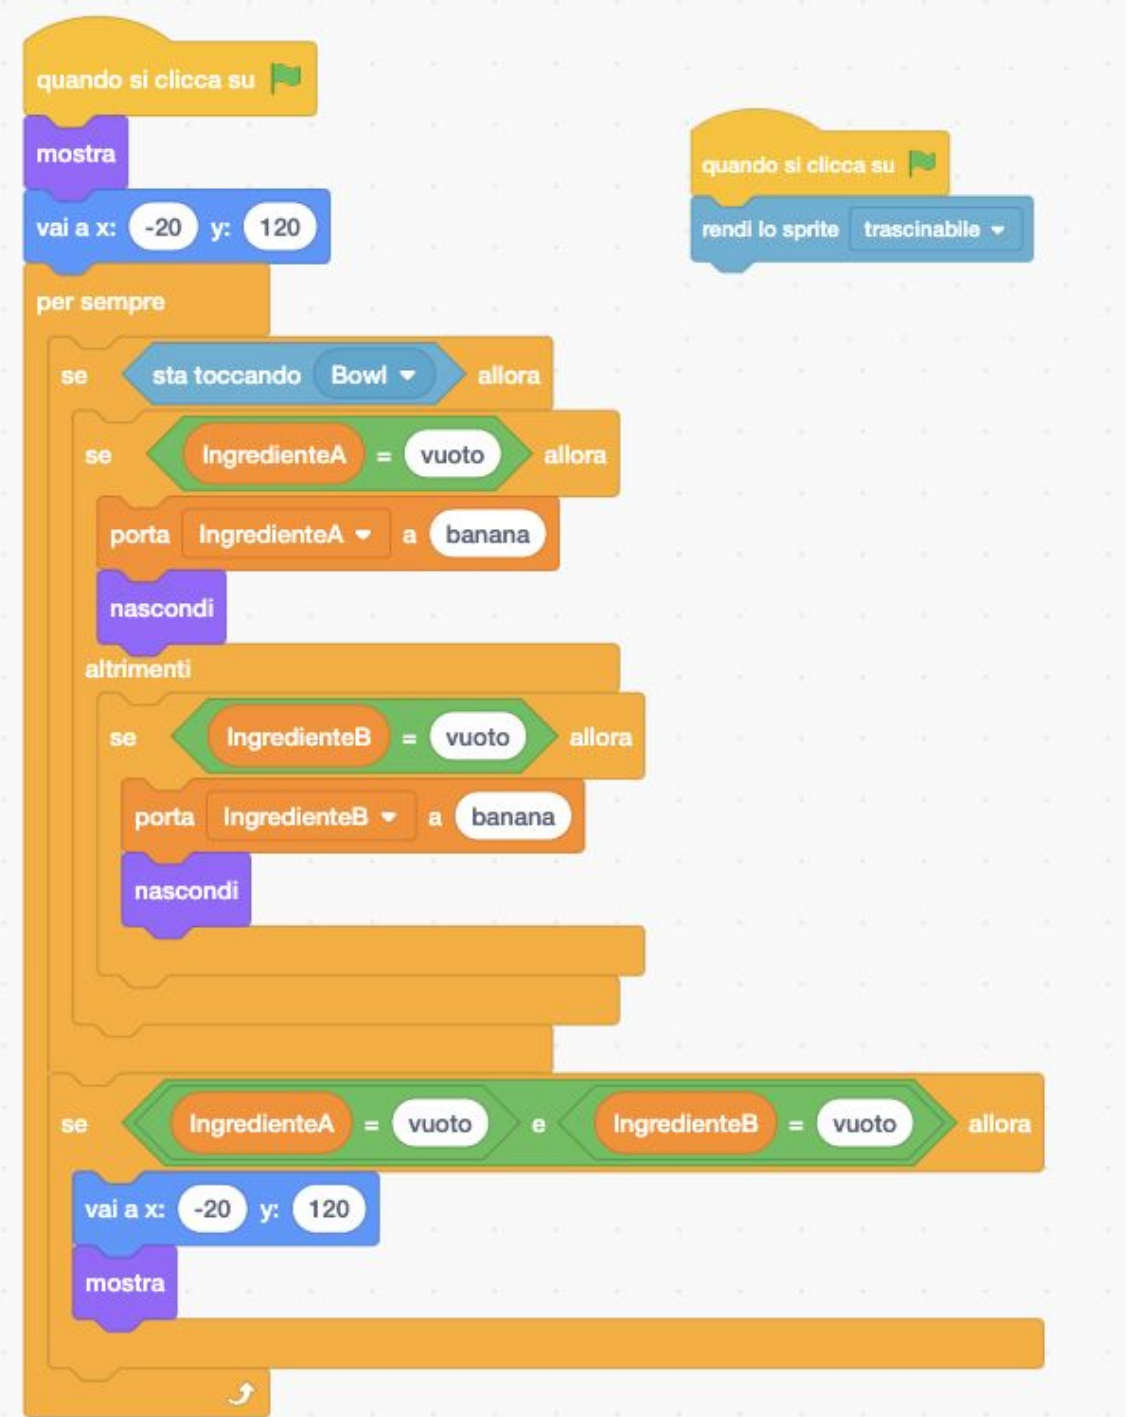 quando si clicca su
mostra
vai a x: -20 y: 120
per sempre
se sta toccando Bowl allora
se IngredienteA = vuoto allora
porta IngredienteA a banana
nascondi
altrimenti
se IngredienteB = vuoto allora
porta IngredienteB a banana
nascondi
se IngredienteA = vuoto e IngredienteB = vuoto allora
vai a x: -20 y: 120
mostra
quando si clicca su
rendi lo sprite trascinabile